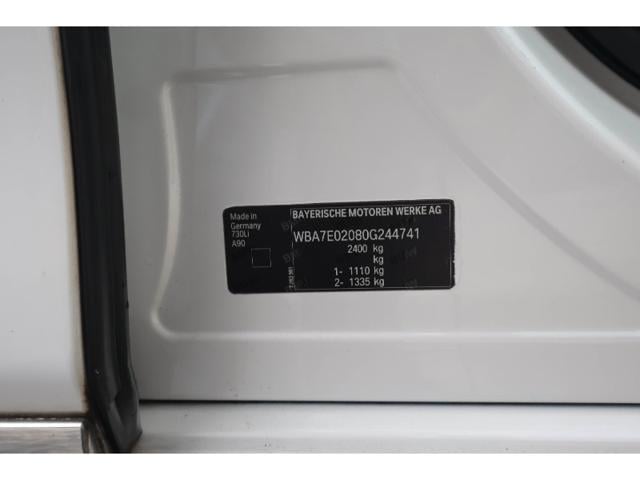 BAYERISCHE MOTOREN WERKE AG
Made in
Germany
730Li
A90
WBA7E02080G244741
2400 kg
kg
1- 1110 kg
2- 1335 kg